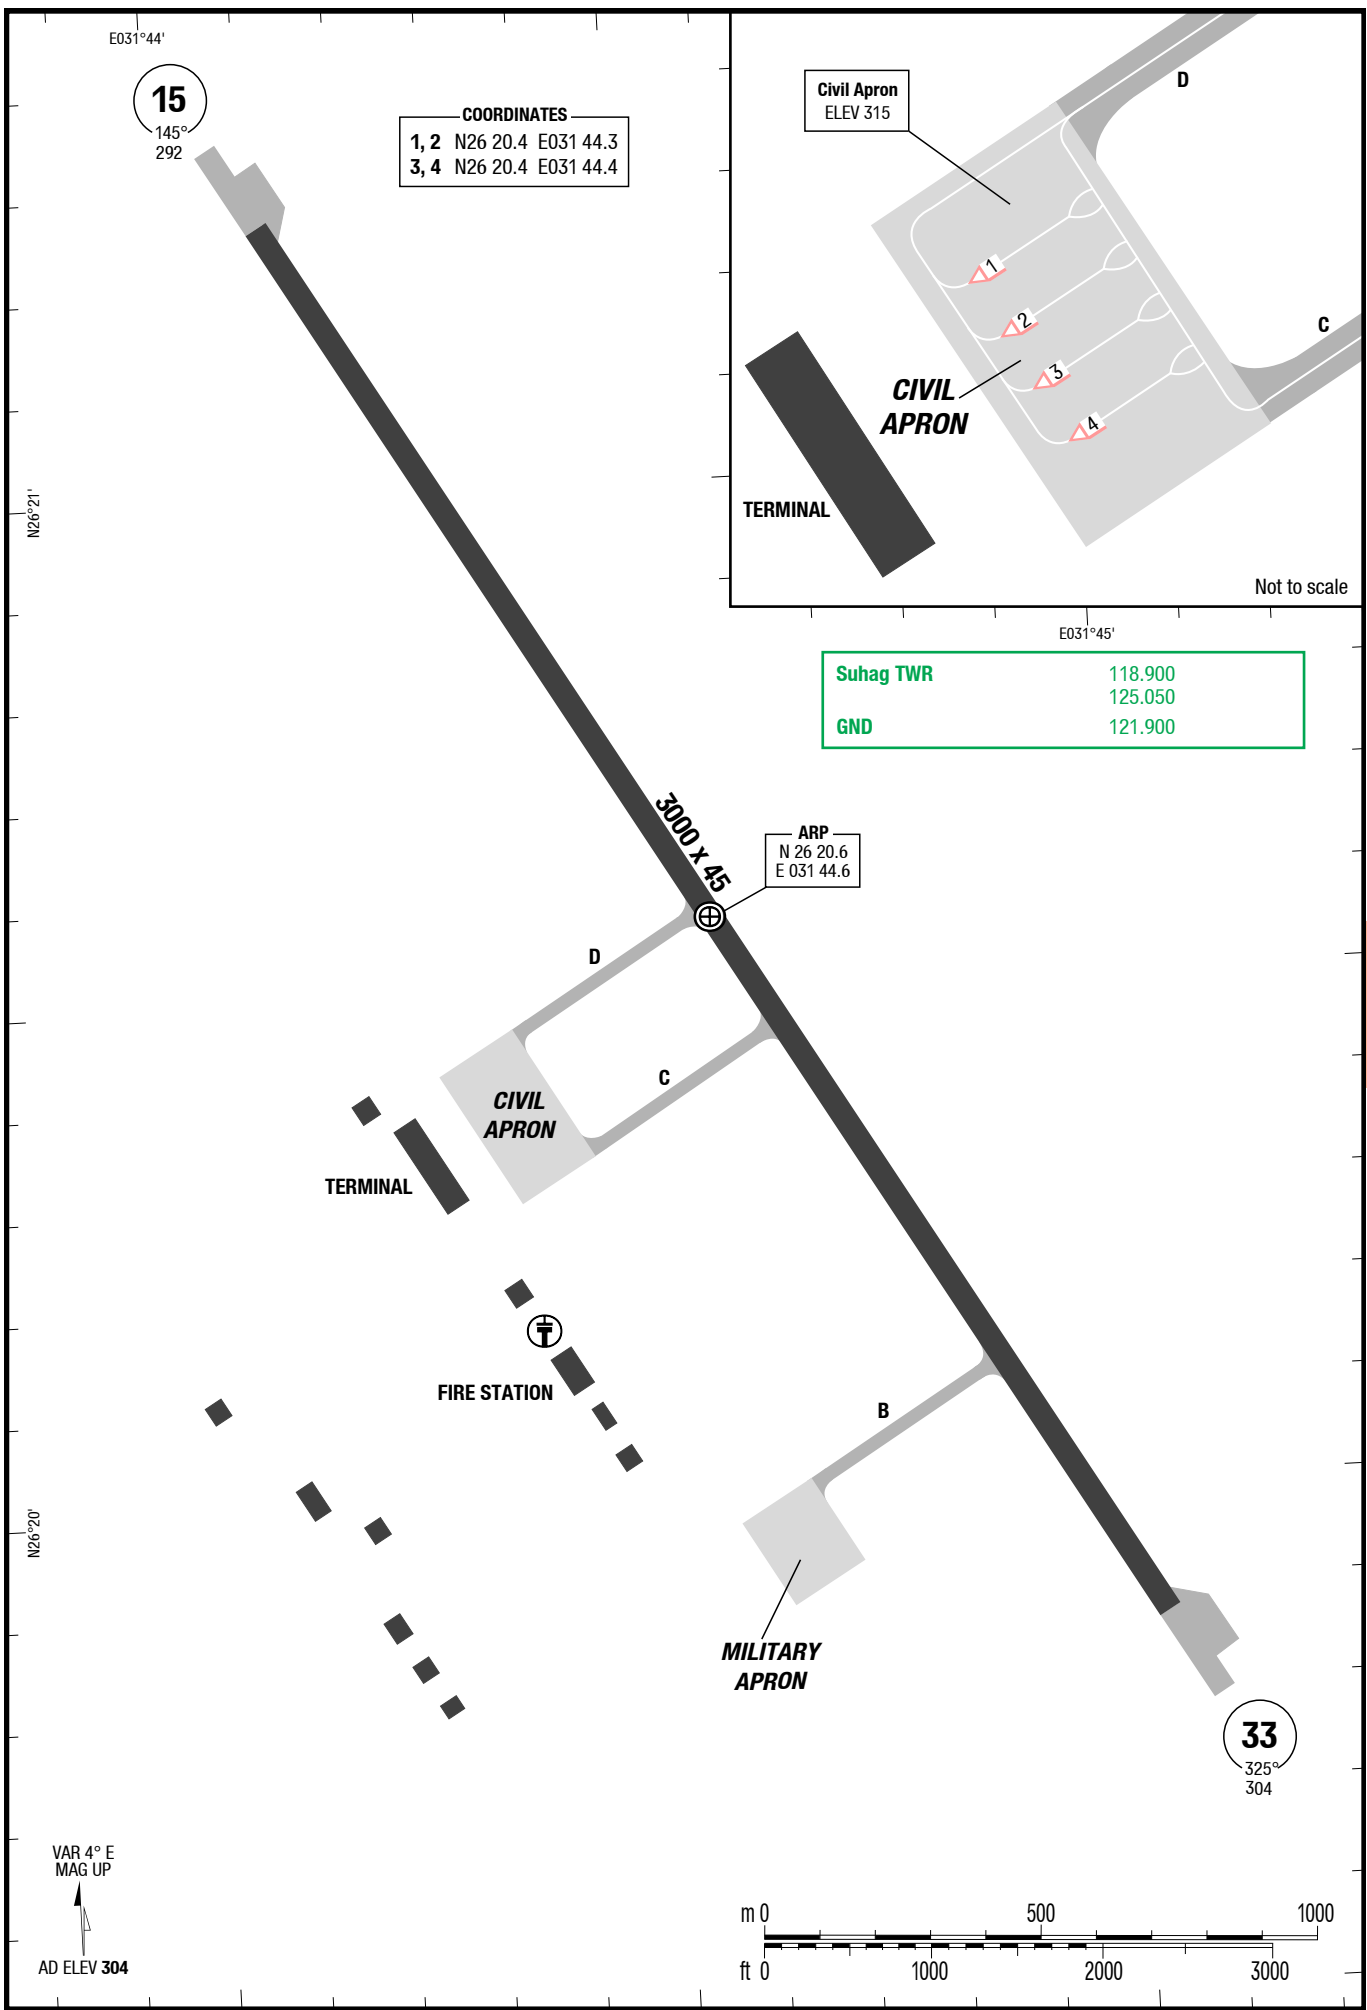 E031°44'
15
145°
292
COORDINATES
1, 2 N26 20.4 E031 44.3
3, 4 N26 20.4 E031 44.4
Civil Apron
ELEV 315
D
C
1
2
3
4
CIVIL
APRON
TERMINAL
Not to scale
N26°21'
E031°45'
Suhag TWR 118.900
125.050
GND 121.900
3000 x 45
ARP
N 26 20.6
E 031 44.6
D
C
CIVIL
APRON
TERMINAL
FIRE STATION
B
N26°20'
MILITARY
APRON
33
325°
304
VAR 4° E
MAG UP
AD ELEV 304
m 0 500 1000
ft 0 1000 2000 3000